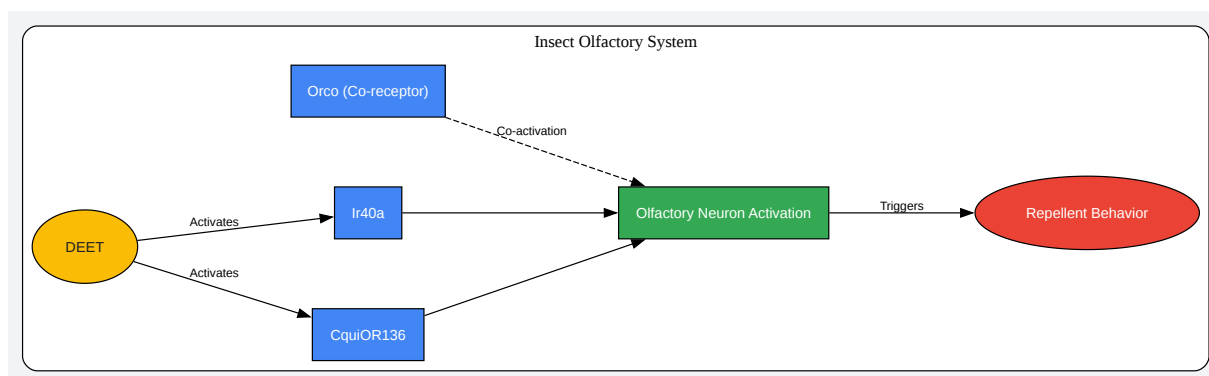 Insect Olfactory System
Orco (Co-receptor)
Co-activation
Ir40a
Olfactory Neuron Activation
Triggers
Repellent Behavior
Activates
DEET
Activates
CquiOR136